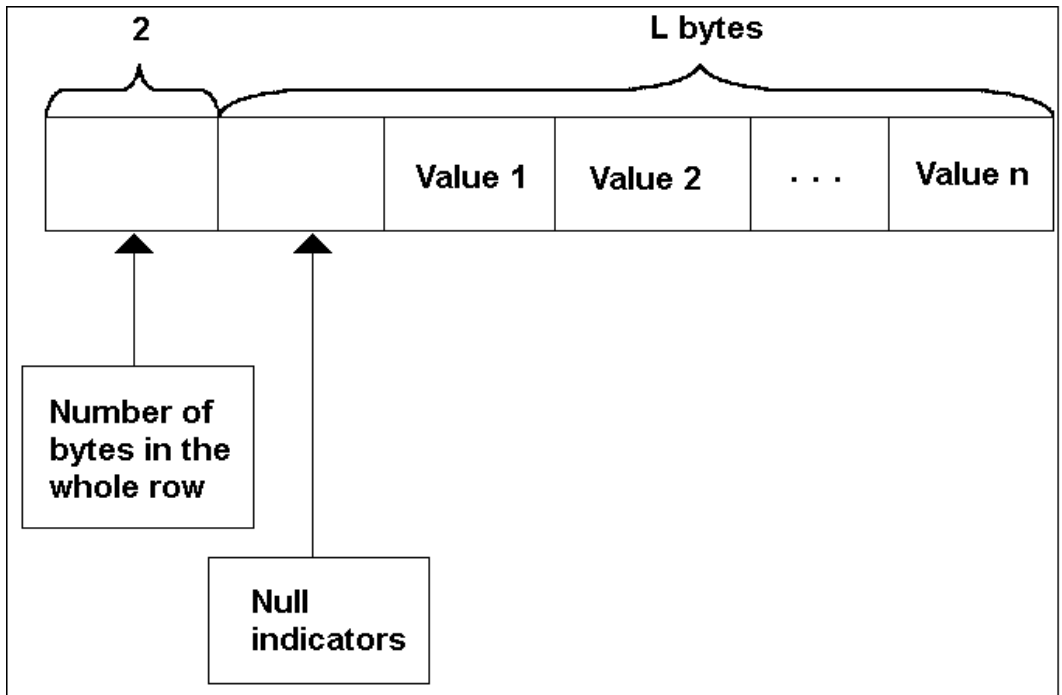 2
L bytes
Value 1
Value 2
. . .
Value n
Number of
bytes in the
whole row
Null
indicators